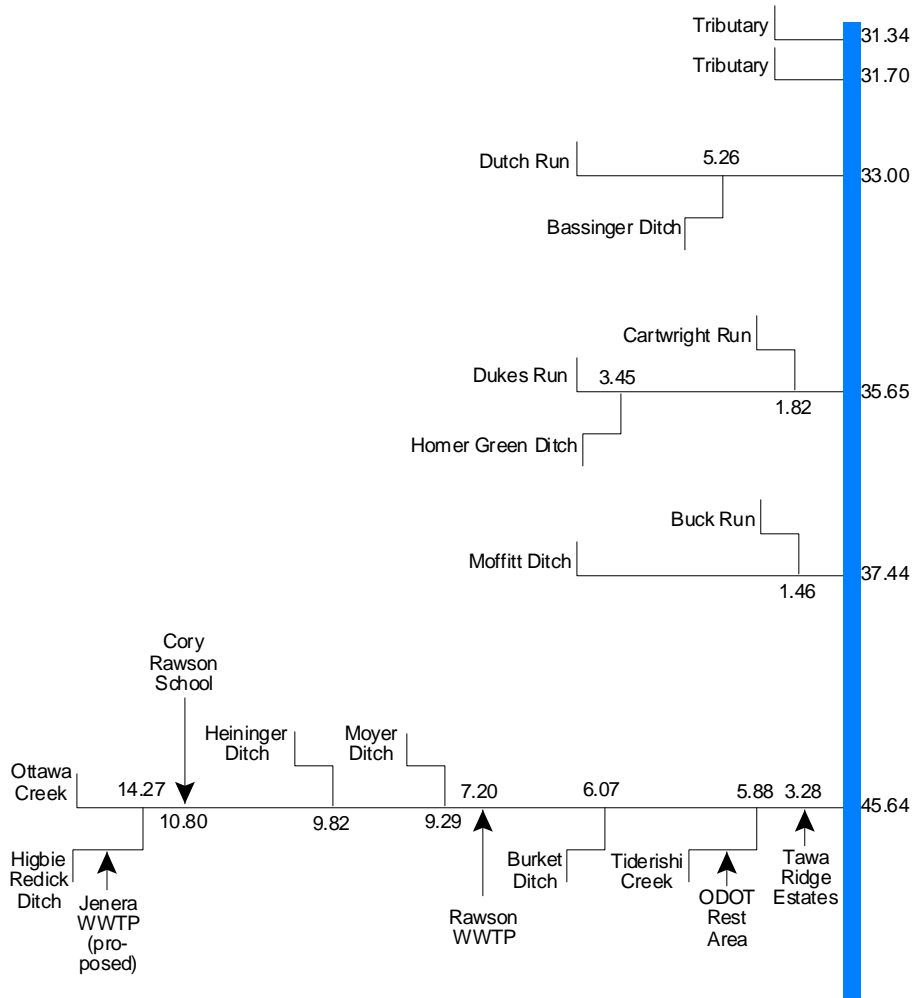 Tributary
31.34
Tributary
31.70
Dutch Run
5.26
33.00
Bassinger Ditch
Cartwright Run
Dukes Run
3.45
35.65
1.82
Homer Green Ditch
Buck Run
Moffitt Ditch
37.44
1.46
Cory
Rawson
School
Heininger
Ditch
Moyer
Ditch
Ottawa
Creek
14.27
7.20
6.07
5.88
3.28
45.64
10.80
9.82
9.29
Higbie
Redick
Ditch
Jenera
WWTP
(pro-
posed)
Rawson
WWTP
Burket
Ditch
Tiderishi
Creek
ODOT
Rest
Area
Tawa
Ridge
Estates